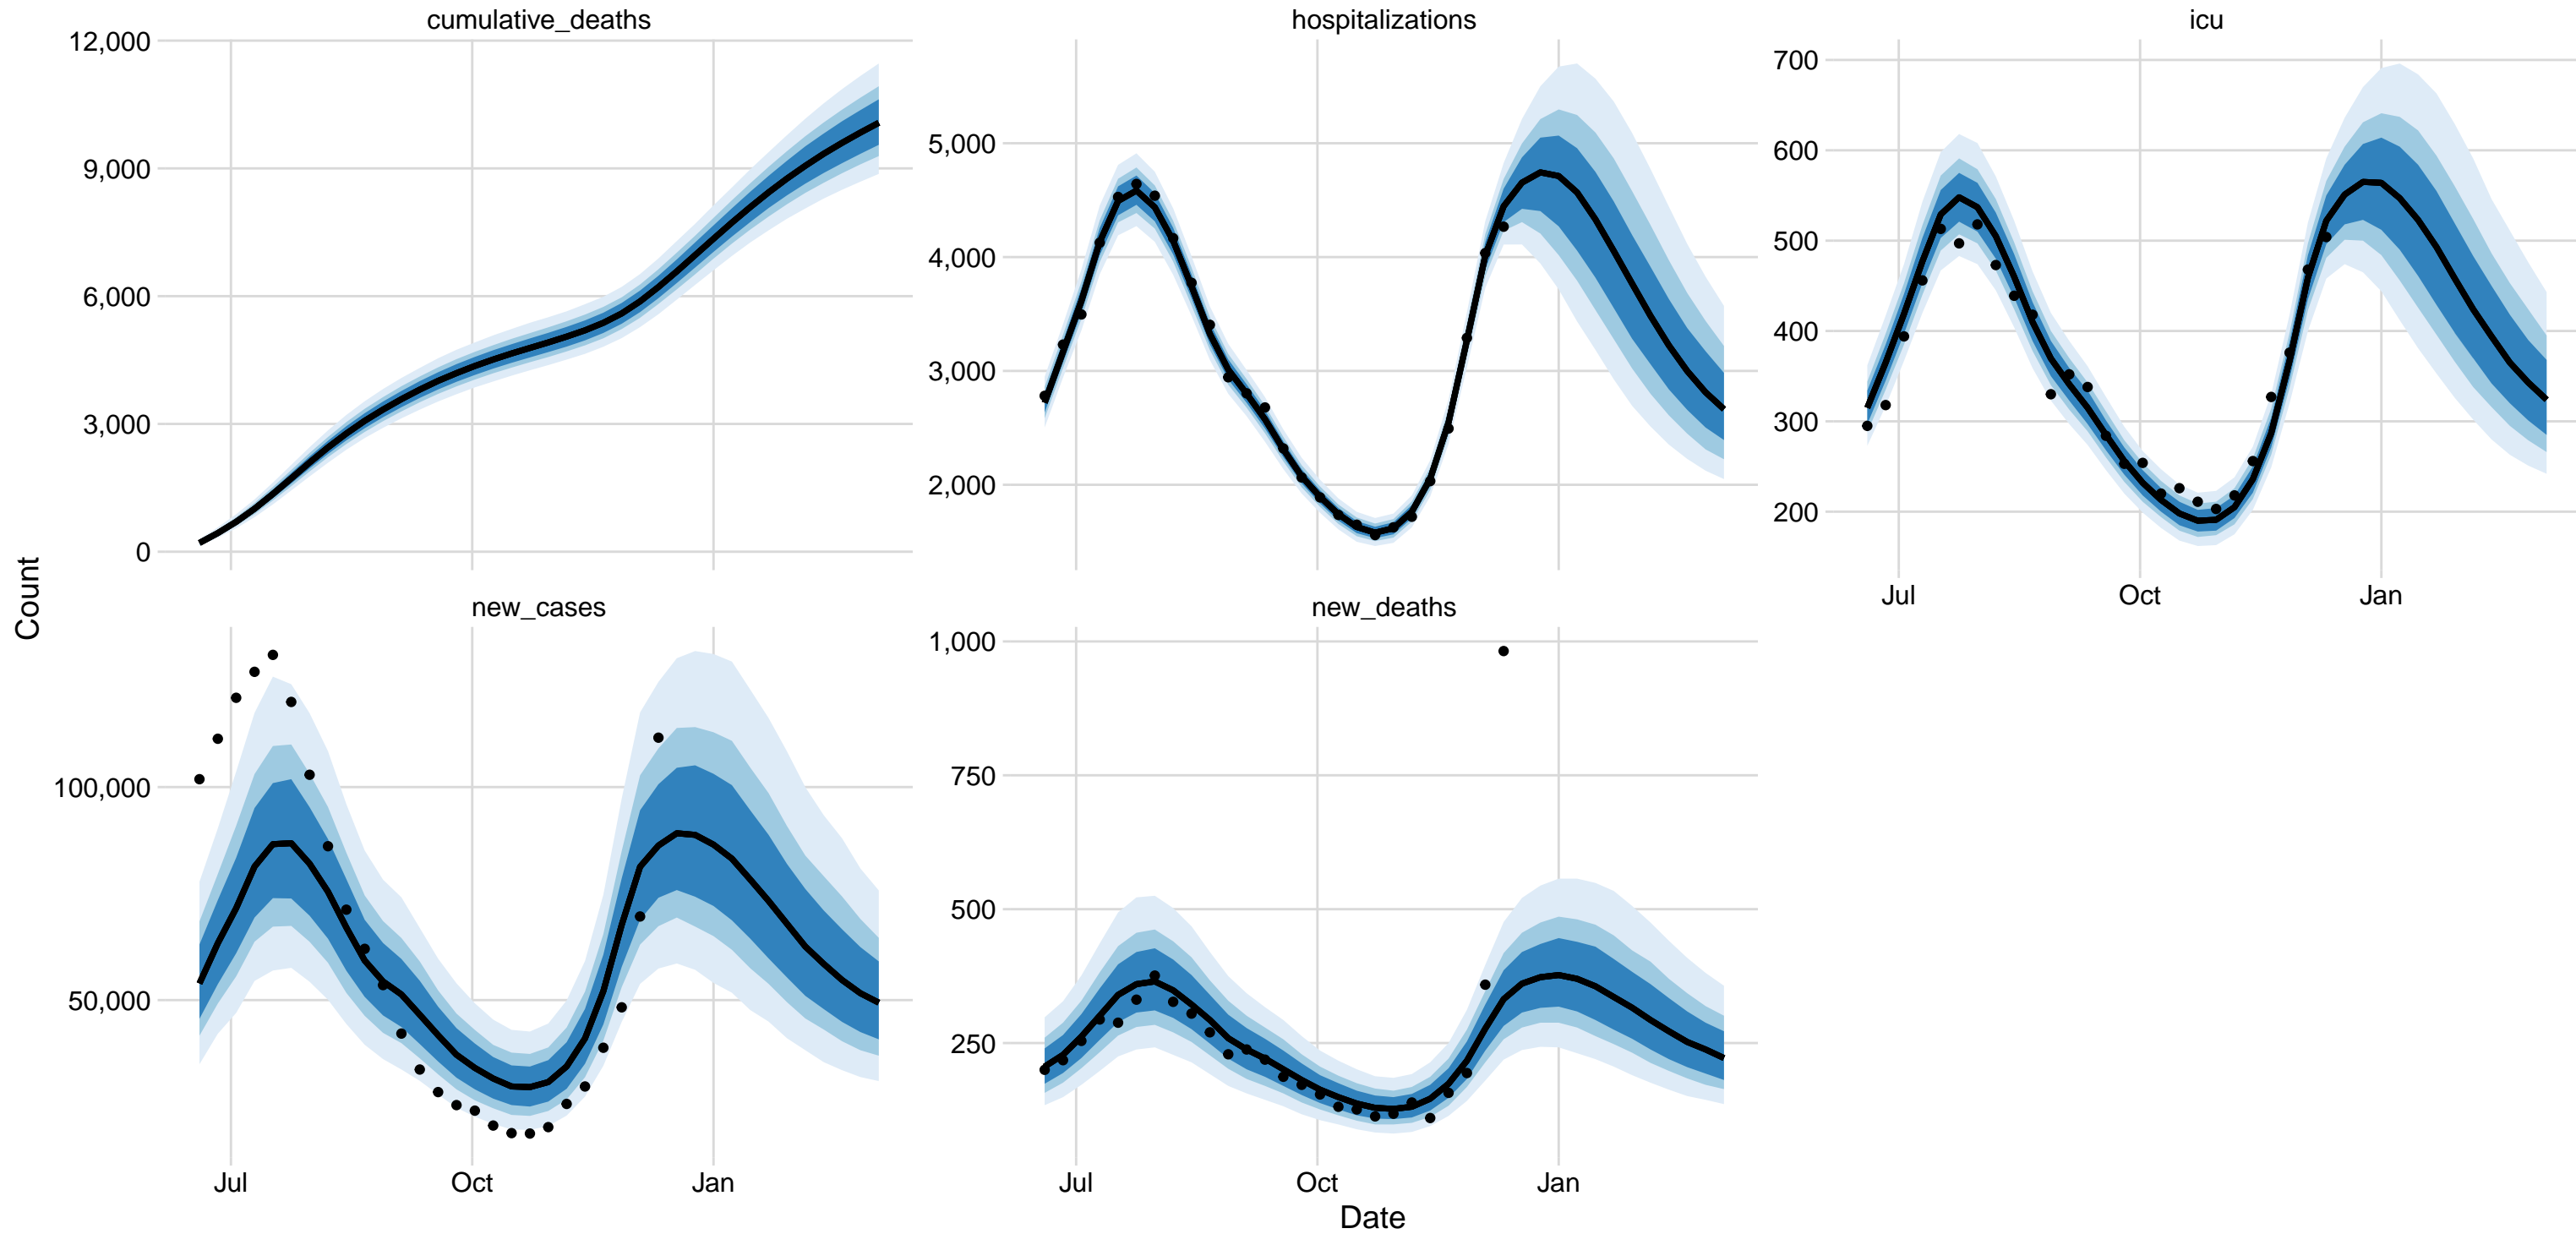 cumulative_deaths
hospitalizations
icu
12,000
9,000
6,000
3,000
0
5,000
4,000
3,000
2,000
700
600
500
400
300
200
Jul
Oct
Jan
Count
new_cases
new_deaths
100,000
50,000
1,000
750
500
250
Jul
Oct
Jan
Jul
Oct
Jan
Date